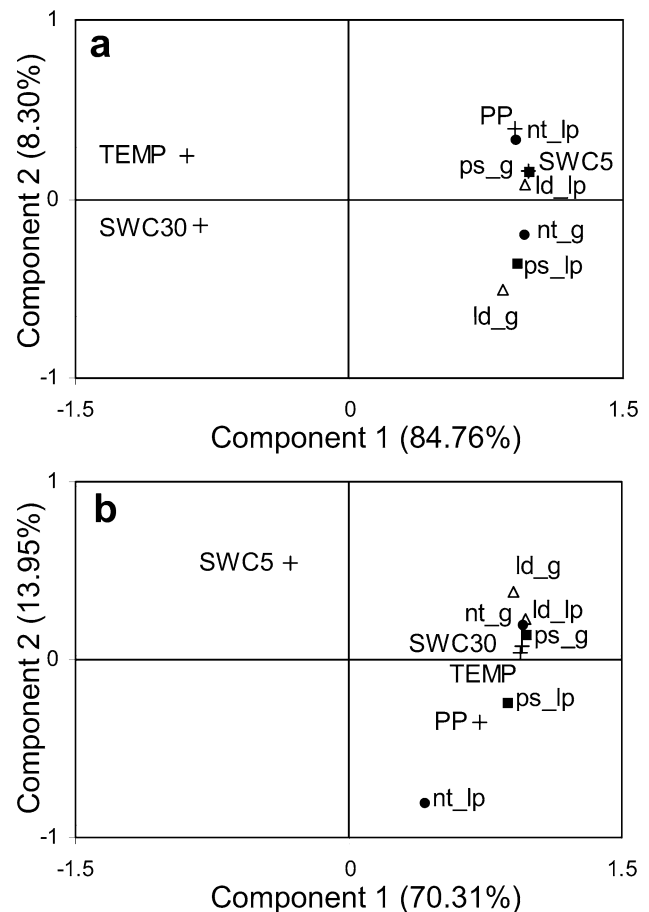 1
a
PP
nt_lp
TEMP
ps_g
SWC5
ld_lp
0
SWC30
nt_g
ps_lp
ld_g
-1
-1.5
0
1.5
Component 2 (8.30%)
Component 1 (84.76%)
1
b
SWC5
ld_g
nt_g
ld_lp
SWC30
ps_g
0
TEMP
ps_lp
PP
nt_lp
-1
-1.5
0
1.5
Component 2 (13.95%)
Component 1 (70.31%)